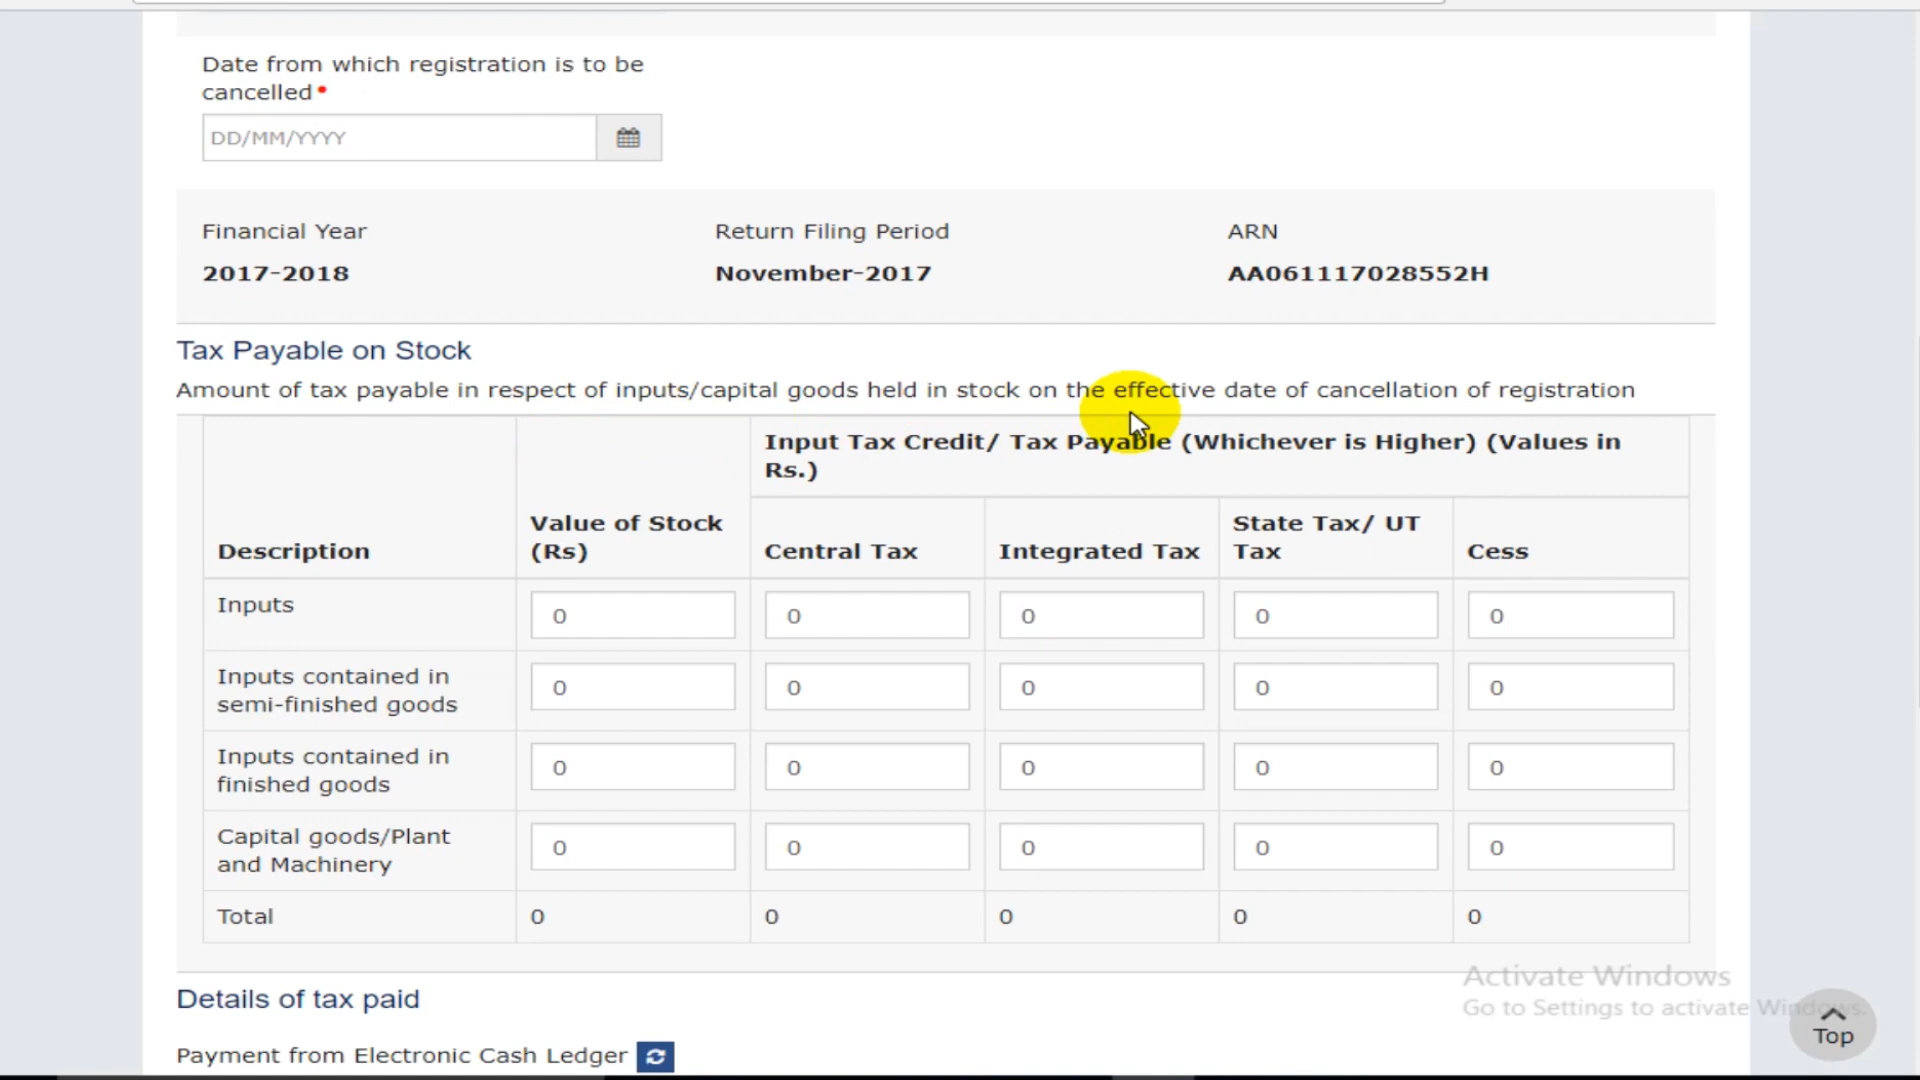 Date from which registration is to be
cancelled•
DD/MM/YYYY
Financial Year
Return Filing Period
ARN
2017-2018
November-2017
AA061117028552H
Tax Payable on Stock
Amount of tax payable in respect of inputs/capital goods held in stock on the effective date of cancellation of registration
Description
Value of Stock
(Rs)
Input Tax Credit/ Tax Payable (Whichever is Higher) (Values in
Rs.)
Central Tax
Integrated Tax
State Tax/ UT
Tax
Cess
Inputs
0 0 0 0 0
Inputs contained in
semi-finished goods
0 0 0 0 0
Inputs contained in
finished goods
0 0 0 0 0
Capital goods/Plant
and Machinery
0 0 0 0 0
Total 0 0 0 0 0
Details of tax paid
Payment from Electronic Cash Ledger
Activate Windows
Go to Settings to activate Windows.
Top